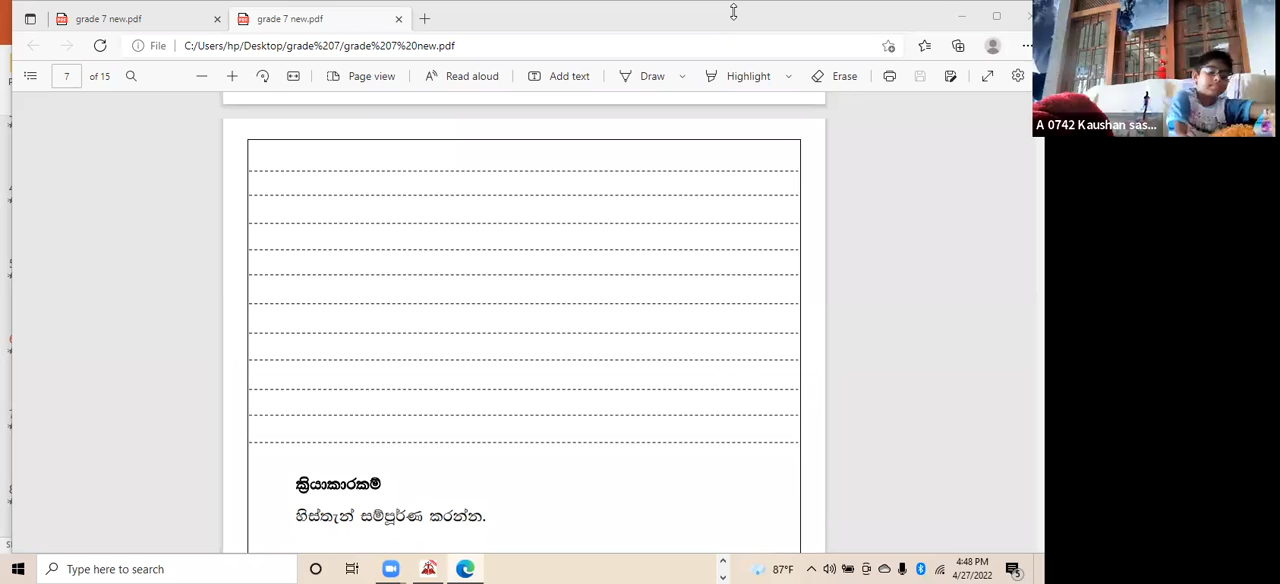 grade 7 new.pdf
grade 7 new.pdf
File C:/Users/hp/Desktop/grade%207/grade%207%20new.pdf
7 of 15 Page view Read aloud Add text Draw Highlight Erase
A 0742 Kaushan sas...
ක්‍රියාකාරකම්
හිස්තැන් සම්පූර්ණ කරන්න.
Type here to search 87°F 4:48 PM
4/27/2022 5